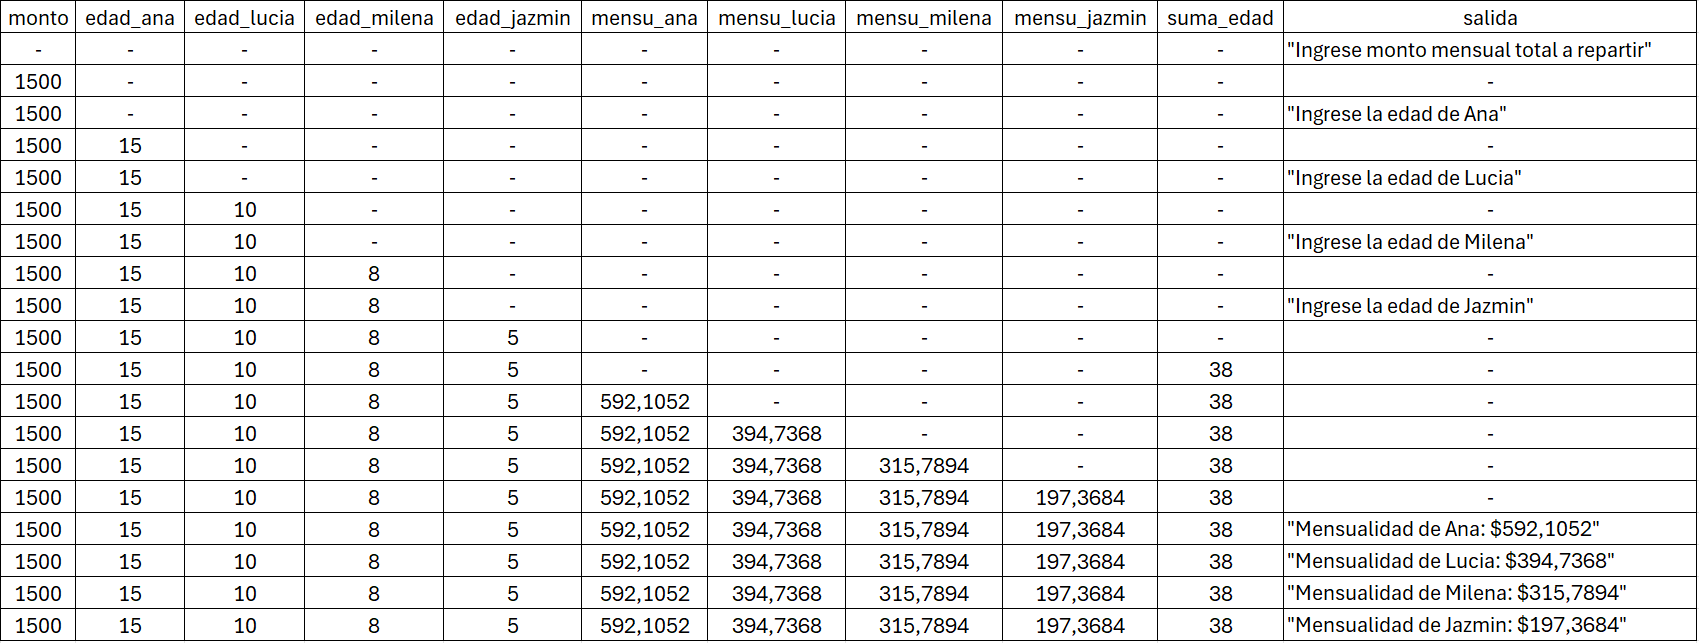 monto edad_ana edad_lucia edad_milena edad_jazmin mensu_ana mensu_lucia mensu_milena mensu_jazmin suma_edad salida
- - - - - - - - - - "Ingrese monto mensual total a repartir"
1500 - - - - - - - - - -
1500 - - - - - - - - - "Ingrese la edad de Ana"
1500 15 - - - - - - - - -
1500 15 - - - - - - - - "Ingrese la edad de Lucia"
1500 15 10 - - - - - - - -
1500 15 10 - - - - - - - "Ingrese la edad de Milena"
1500 15 10 8 - - - - - - -
1500 15 10 8 - - - - - - "Ingrese la edad de Jazmin"
1500 15 10 8 5 - - - - - -
1500 15 10 8 5 - - - - 38 -
1500 15 10 8 5 592,1052 - - - 38 -
1500 15 10 8 5 592,1052 394,7368 - - 38 -
1500 15 10 8 5 592,1052 394,7368 315,7894 - 38 -
1500 15 10 8 5 592,1052 394,7368 315,7894 197,3684 38 -
1500 15 10 8 5 592,1052 394,7368 315,7894 197,3684 38 "Mensualidad de Ana: $592,1052"
1500 15 10 8 5 592,1052 394,7368 315,7894 197,3684 38 "Mensualidad de Lucia: $394,7368"
1500 15 10 8 5 592,1052 394,7368 315,7894 197,3684 38 "Mensualidad de Milena: $315,7894"
1500 15 10 8 5 592,1052 394,7368 315,7894 197,3684 38 "Mensualidad de Jazmin: $197,3684"